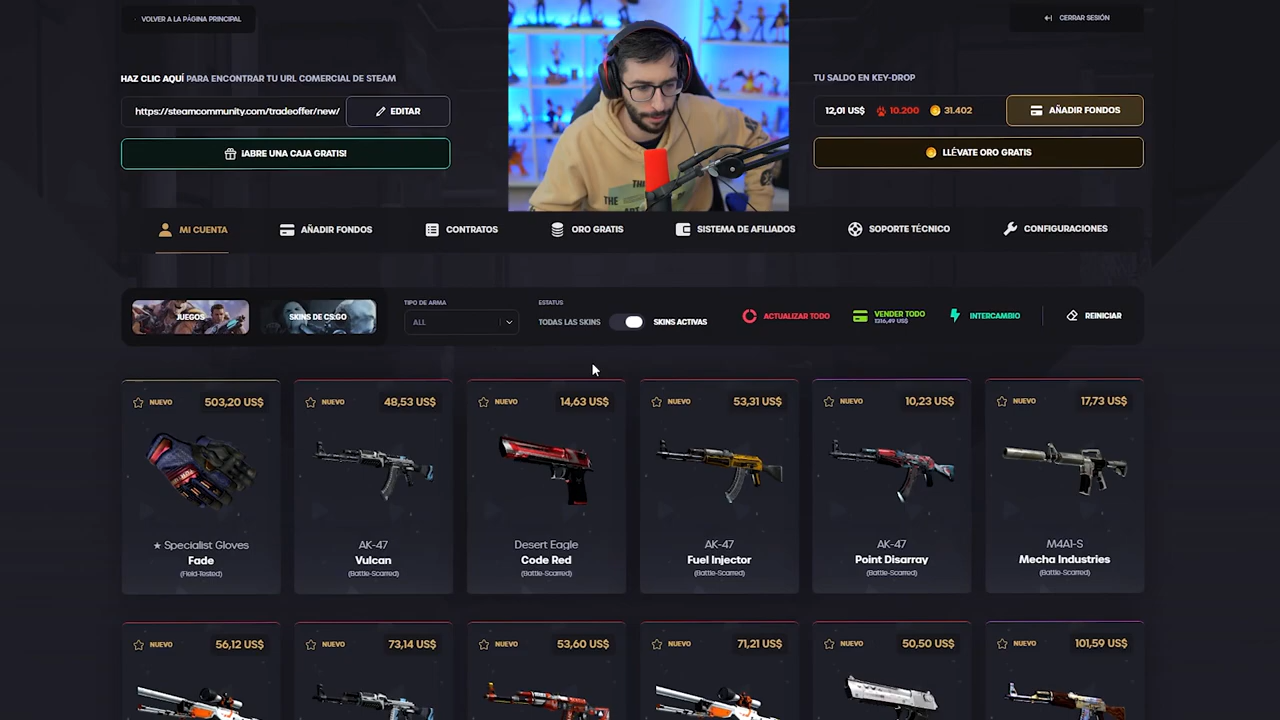 VOLVER A LA PÁGINA PRINCIPAL
CERRAR SESIÓN
HAZ CLIC AQUÍ PARA ENCONTRAR TU URL COMERCIAL DE STEAM
TU SALDO EN KEY-DROP
https://steamcommunity.com/tradeoffer/new/
EDITAR
12,01 US$ 10.200 31.402
AÑADIR FONDOS
¡ABRE UNA CAJA GRATIS!
LLÉVATE ORO GRATIS
THE
MI CUENTA
AÑADIR FONDOS
CONTRATOS
ORO GRATIS
SISTEMA DE AFILIADOS
SOPORTE TÉCNICO
CONFIGURACIONES
JUEGOS
SKINS DE CS:GO
TIPO DE ARMA
ALL
ESTATUS
TODAS LAS SKINS
SKINS ACTIVAS
ACTUALIZAR TODO
VENDER TODO
1316,49 US$
INTERCAMBIO
REINICIAR
NUEVO 503,20 US$
★ Specialist Gloves
Fade
(Field-Tested)
NUEVO 48,53 US$
AK-47
Vulcan
(Battle-Scarred)
NUEVO 14,63 US$
Desert Eagle
Code Red
(Battle-Scarred)
NUEVO 53,31 US$
AK-47
Fuel Injector
(Battle-Scarred)
NUEVO 10,23 US$
AK-47
Point Disarray
(Battle-Scarred)
NUEVO 17,73 US$
M4A1-S
Mecha Industries
(Battle-Scarred)
NUEVO 56,12 US$
NUEVO 73,14 US$
NUEVO 53,60 US$
NUEVO 71,21 US$
NUEVO 50,50 US$
NUEVO 101,59 US$